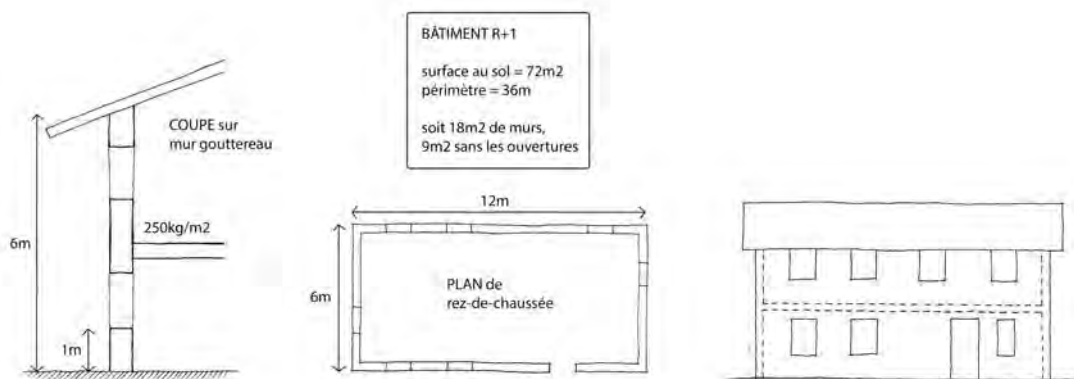 BÂTIMENT R+1
surface au sol = 72m2
périmètre = 36m
soit 18m2 de murs,
9m2 sans les ouvertures
COUPE sur
mur gouttereau
6m
250kg/m2
1m
12m
6m
PLAN de
rez-de-chaussée